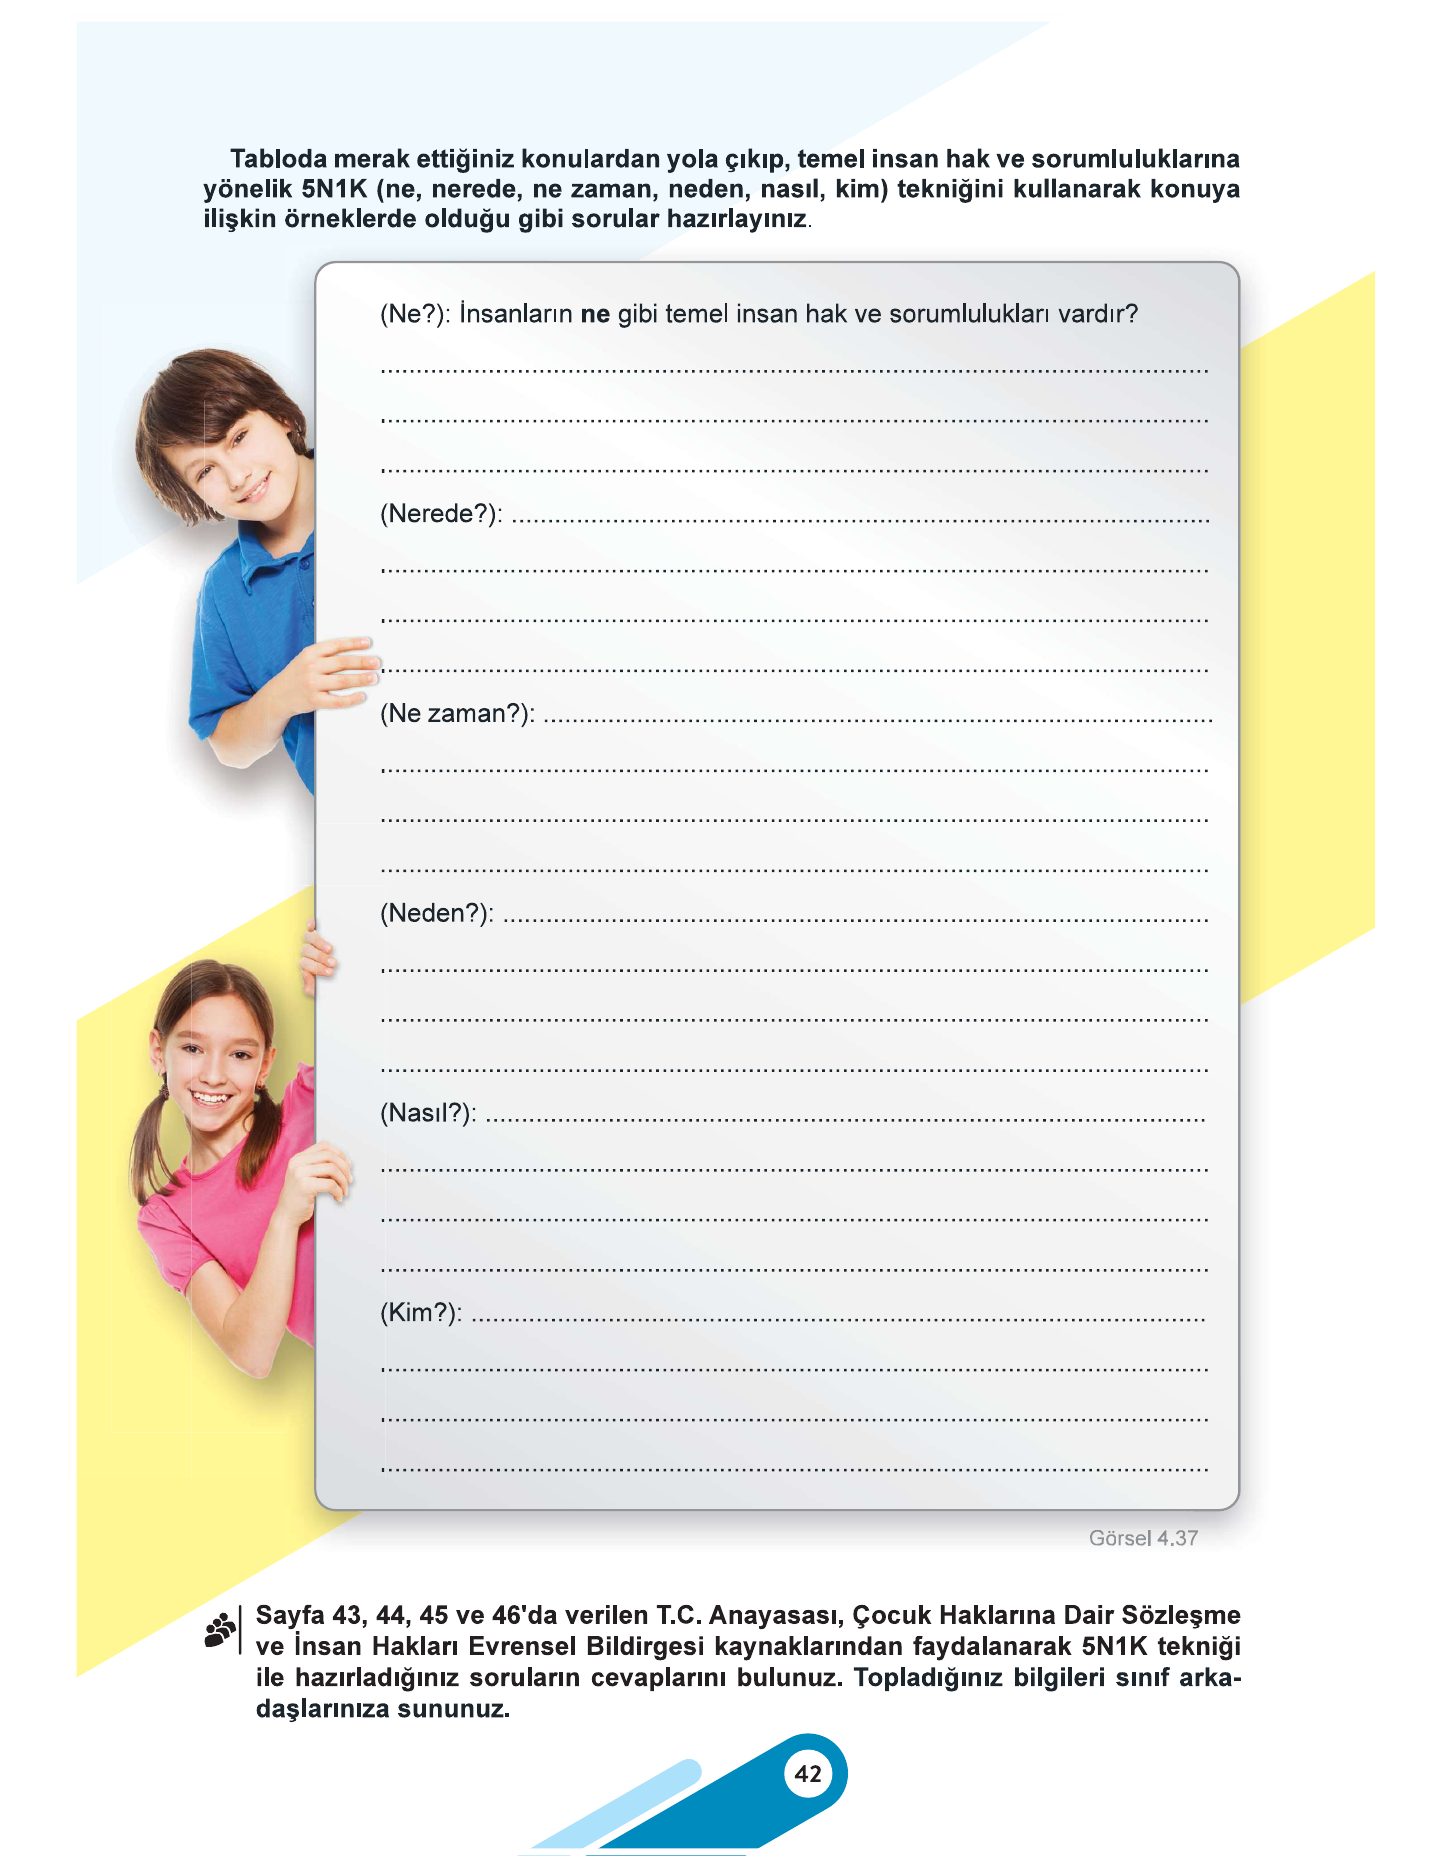 Tabloda merak ettiğiniz konulardan yola çıkıp, temel insan hak ve sorumluluklarına
yönelik 5N1K (ne, nerede, ne zaman, neden, nasıl, kim) tekniğini kullanarak konuya
ilişkin örneklerde olduğu gibi sorular hazırlayınız.
(Ne?): İnsanların ne gibi temel insan hak ve sorumlulukları vardır?
(Nerede?):
(Ne zaman?):
(Neden?):
(Nasıl?):
(Kim?):
Görsel 4.37
Sayfa 43, 44, 45 ve 46'da verilen T.C. Anayasası, Çocuk Haklarına Dair Sözleşme
ve İnsan Hakları Evrensel Bildirgesi kaynaklarından faydalanarak 5N1K tekniği
ile hazırladığınız soruların cevaplarını bulunuz. Topladığınız bilgileri sınıf arka-
daşlarınıza sununuz.
42